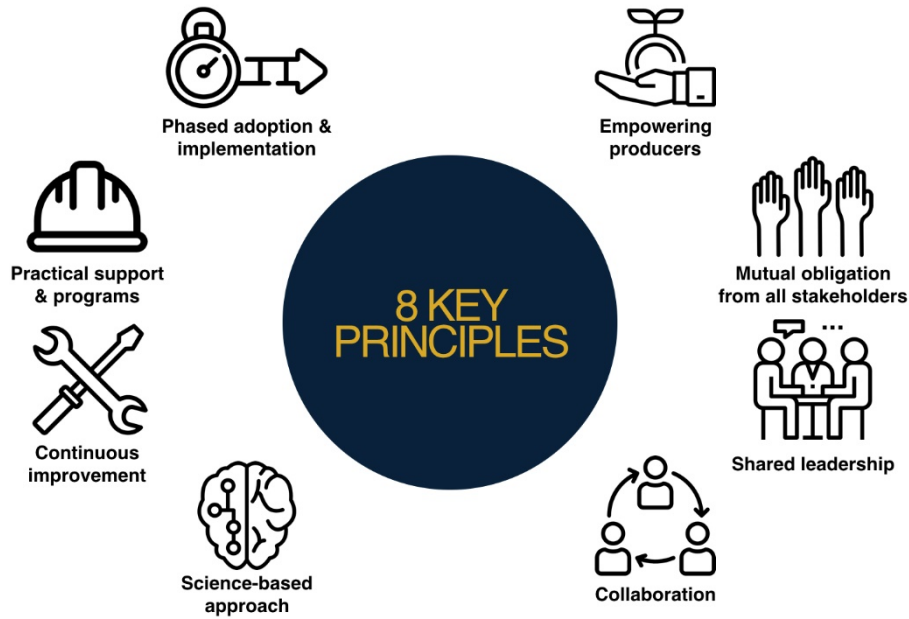 Phased adoption &
implementation
Empowering
producers
Practical support
& programs
Mutual obligation
from all stakeholders
8 KEY
PRINCIPLES
Continuous
improvement
Shared leadership
Science-based
approach
Collaboration